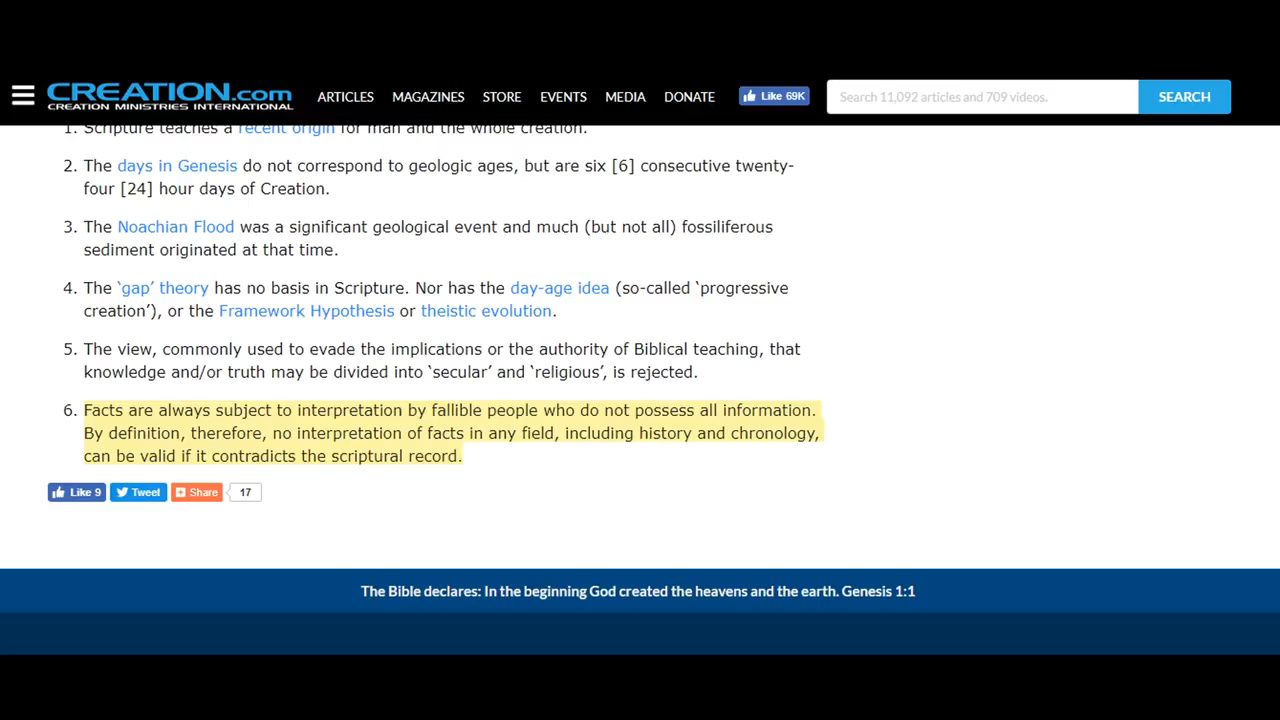 CREATION.com
CREATION MINISTRIES INTERNATIONAL
ARTICLES
MAGAZINES
STORE
EVENTS
MEDIA
DONATE
Like 69K
Search 11,092 articles and 709 videos.
SEARCH
1. Scripture teaches a recent origin for man and the whole creation.
2. The days in Genesis do not correspond to geologic ages, but are six [6] consecutive twenty-
four [24] hour days of Creation.
3. The Noachian Flood was a significant geological event and much (but not all) fossiliferous
sediment originated at that time.
4. The ‘gap’ theory has no basis in Scripture. Nor has the day-age idea (so-called ‘progressive
creation’), or the Framework Hypothesis or theistic evolution.
5. The view, commonly used to evade the implications or the authority of Biblical teaching, that
knowledge and/or truth may be divided into ‘secular’ and ‘religious’, is rejected.
6. Facts are always subject to interpretation by fallible people who do not possess all information.
By definition, therefore, no interpretation of facts in any field, including history and chronology,
can be valid if it contradicts the scriptural record.
Like 9
Tweet
Share
17
The Bible declares: In the beginning God created the heavens and the earth. Genesis 1:1